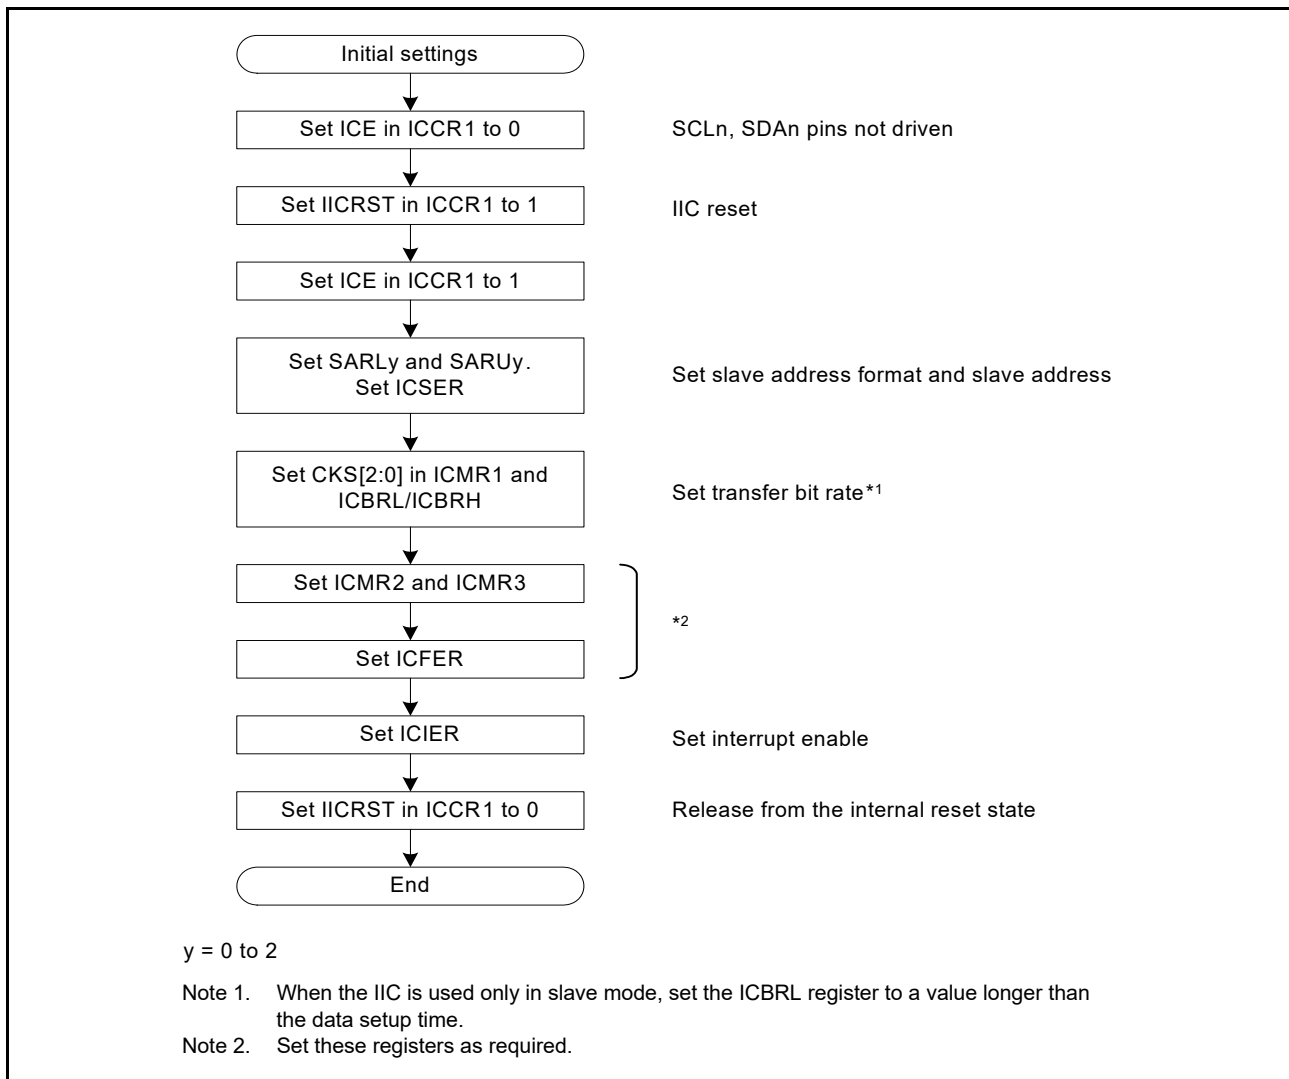 Initial settings
Set ICE in ICCR1 to 0
SCLn, SDAn pins not driven
Set IICRST in ICCR1 to 1
IIC reset
Set ICE in ICCR1 to 1
Set SARLy and SARUy.
Set ICSER
Set slave address format and slave address
Set CKS[2:0] in ICMR1 and
ICBRL/ICBRH
Set transfer bit rate*1
Set ICMR2 and ICMR3
*2
Set ICFER
Set ICIER
Set interrupt enable
Set IICRST in ICCR1 to 0
Release from the internal reset state
End
y = 0 to 2
Note 1. When the IIC is used only in slave mode, set the ICBRL register to a value longer than
the data setup time.
Note 2. Set these registers as required.